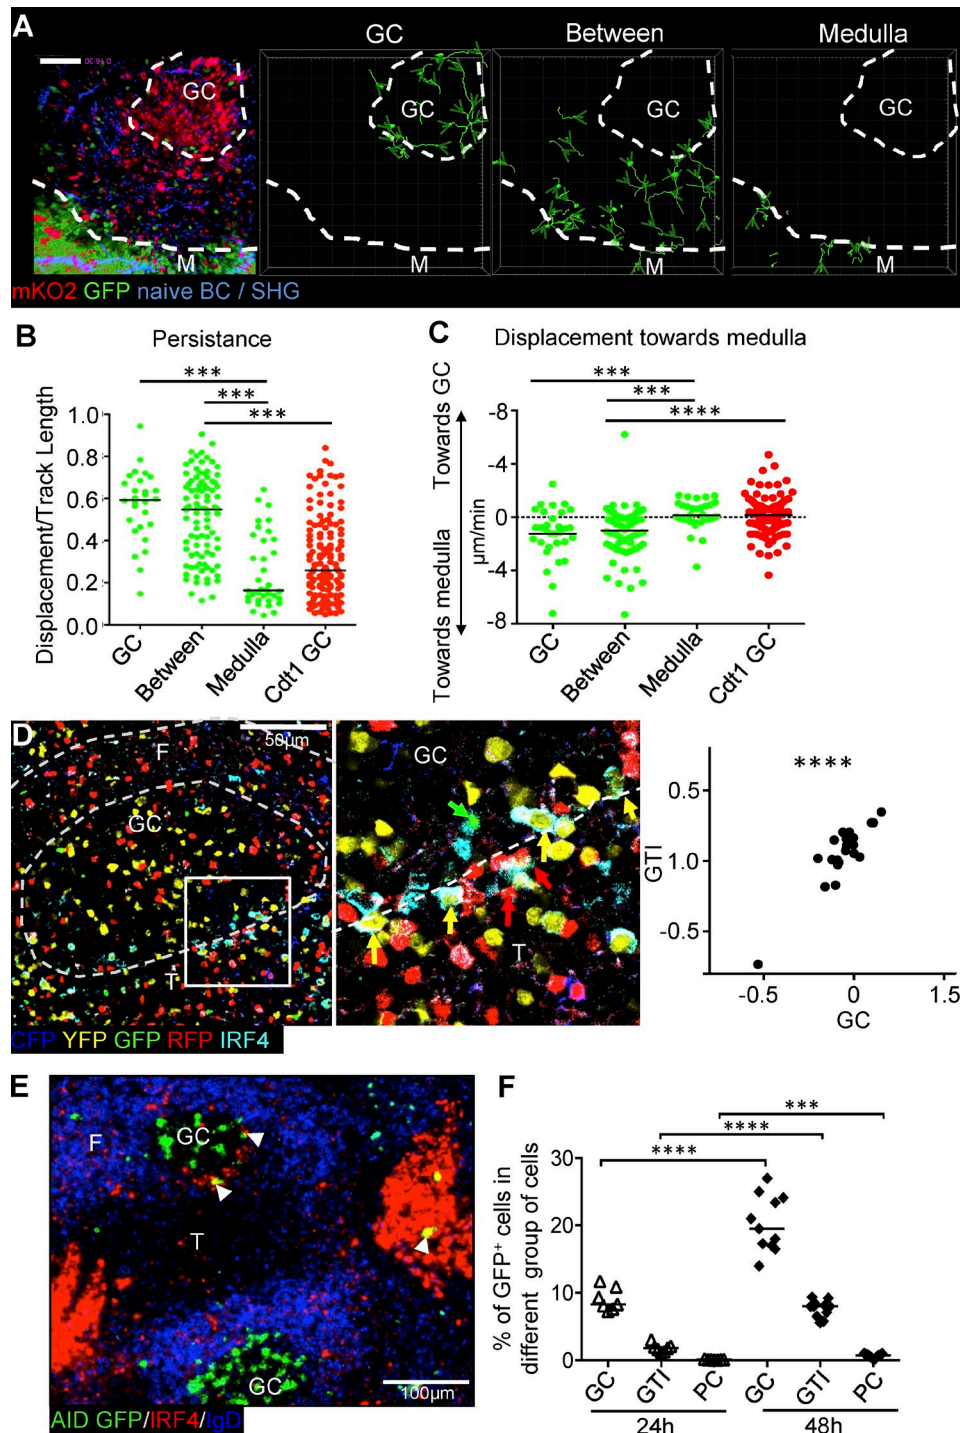 A
GC Between Medulla
GC GC GC GC
M M M M
mKO2 GFP naive BC / SHG
B
Persistance
*** 
***
***
Displacement/Track Length
1.0
0.8
0.6
0.4
0.2
0.0
GC Between Medulla Cdt1 GC
C
Displacement towards medulla
***
***
****
Towards GC
Towards medulla
µm/min
-8
-4
0
-4
-8
GC Between Medulla Cdt1 GC
D
50µm
F
GC
T
CFP YFP GFP RFP IRF4
GC
T
****
GTI
0.5
1.0
-0.5
-0.5 0 1.5
GC
E
F
GC
T
GC
100µm
AID GFP/IRF4/IgD
F
***
****
****
% of GFP+ cells in
different group of cells
30
20
10
0
GC GTI PC GC GTI PC
24h 48h